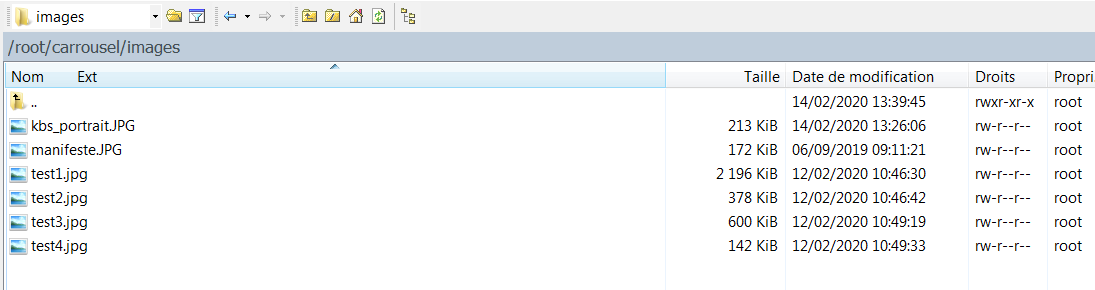 images
/root/carrousel/images
Nom Ext Taille Date de modification Droits Propri
.. 14/02/2020 13:39:45 rwxr-xr-x root
kbs_portrait.JPG 213 KiB 14/02/2020 13:26:06 rw-r--r-- root
manifeste.JPG 172 KiB 06/09/2019 09:11:21 rw-r--r-- root
test1.jpg 2 196 KiB 12/02/2020 10:46:30 rw-r--r-- root
test2.jpg 378 KiB 12/02/2020 10:46:42 rw-r--r-- root
test3.jpg 600 KiB 12/02/2020 10:49:19 rw-r--r-- root
test4.jpg 142 KiB 12/02/2020 10:49:33 rw-r--r-- root